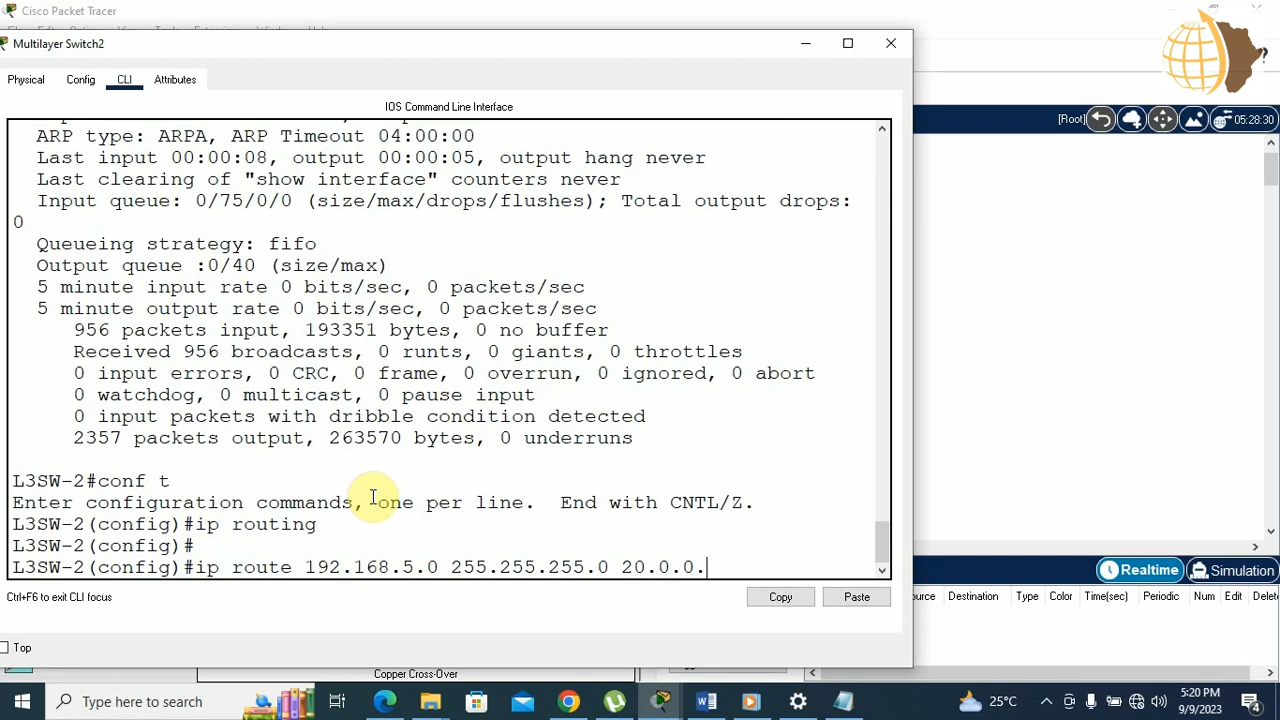 Cisco Packet Tracer
Multilayer Switch2
Physical Config CLI Attributes
IOS Command Line Interface
ARP type: ARPA, ARP Timeout 04:00:00
Last input 00:00:08, output 00:00:05, output hang never
Last clearing of "show interface" counters never
Input queue: 0/75/0/0 (size/max/drops/flushes); Total output drops:
0
Queueing strategy: fifo
Output queue :0/40 (size/max)
5 minute input rate 0 bits/sec, 0 packets/sec
5 minute output rate 0 bits/sec, 0 packets/sec
956 packets input, 193351 bytes, 0 no buffer
Received 956 broadcasts, 0 runts, 0 giants, 0 throttles
0 input errors, 0 CRC, 0 frame, 0 overrun, 0 ignored, 0 abort
0 watchdog, 0 multicast, 0 pause input
0 input packets with dribble condition detected
2357 packets output, 263570 bytes, 0 underruns
L3SW-2#conf t
Enter configuration commands, one per line. End with CNTL/Z.
L3SW-2(config)#ip routing
L3SW-2(config)#
L3SW-2(config)#ip route 192.168.5.0 255.255.255.0 20.0.0.
Ctrl+F6 to exit CLI focus
Copy Paste
Top
Copper Cross-Over
[Root] 05:28:30
Realtime Simulation
Destination Type Color Time(sec) Periodic Num Edit
Type here to search
25°C
5:20 PM
9/9/2023
4